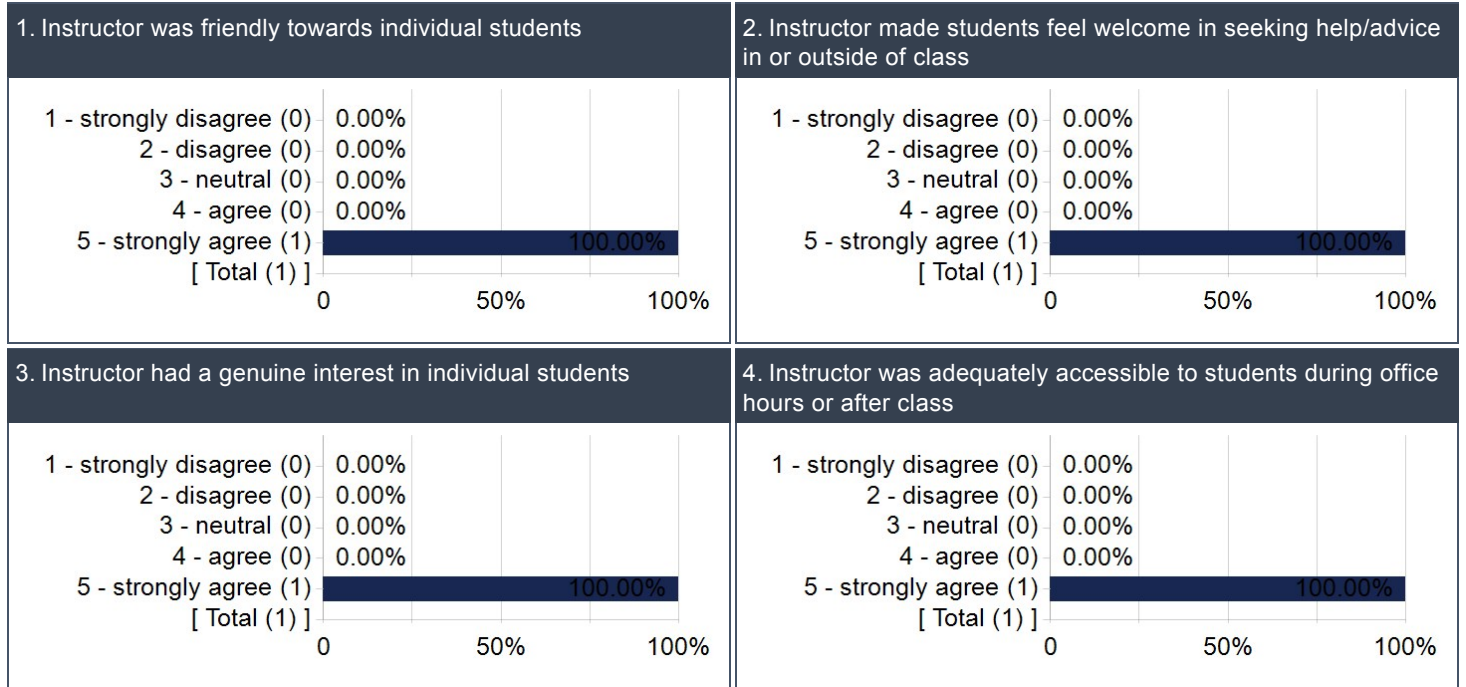 1. Instructor was friendly towards individual students
1 - strongly disagree (0) 0.00%
2 - disagree (0) 0.00%
3 - neutral (0) 0.00%
4 - agree (0) 0.00%
5 - strongly agree (1) 100.00%
[ Total (1) ]
0 50% 100%
2. Instructor made students feel welcome in seeking help/advice
in or outside of class
1 - strongly disagree (0) 0.00%
2 - disagree (0) 0.00%
3 - neutral (0) 0.00%
4 - agree (0) 0.00%
5 - strongly agree (1) 100.00%
[ Total (1) ]
0 50% 100%
3. Instructor had a genuine interest in individual students
1 - strongly disagree (0) 0.00%
2 - disagree (0) 0.00%
3 - neutral (0) 0.00%
4 - agree (0) 0.00%
5 - strongly agree (1) 100.00%
[ Total (1) ]
0 50% 100%
4. Instructor was adequately accessible to students during office
hours or after class
1 - strongly disagree (0) 0.00%
2 - disagree (0) 0.00%
3 - neutral (0) 0.00%
4 - agree (0) 0.00%
5 - strongly agree (1) 100.00%
[ Total (1) ]
0 50% 100%